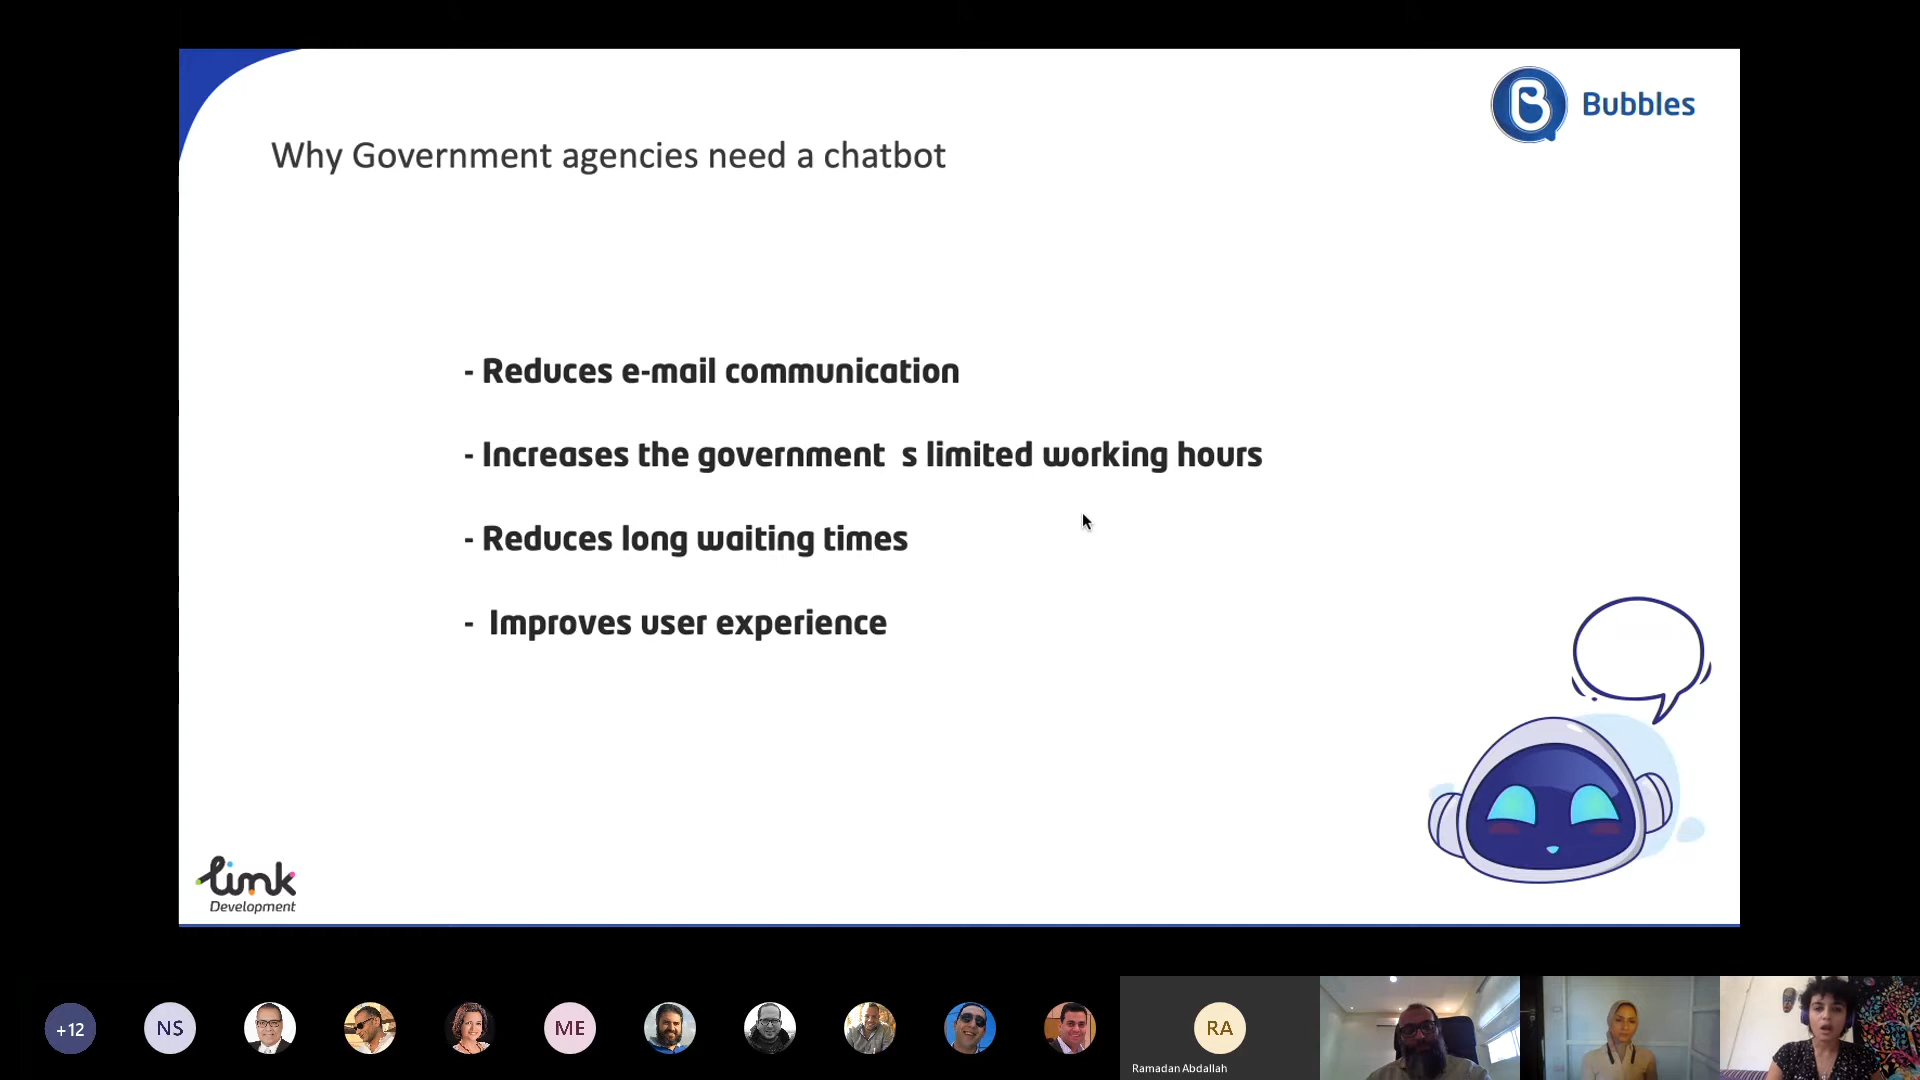 Bubbles
Why Government agencies need a chatbot
- Reduces e-mail communication
- Increases the government  s limited working hours
- Reduces long waiting times
-  Improves user experience
link
Development
+12
NS
ME
RA
Ramadan Abdallah